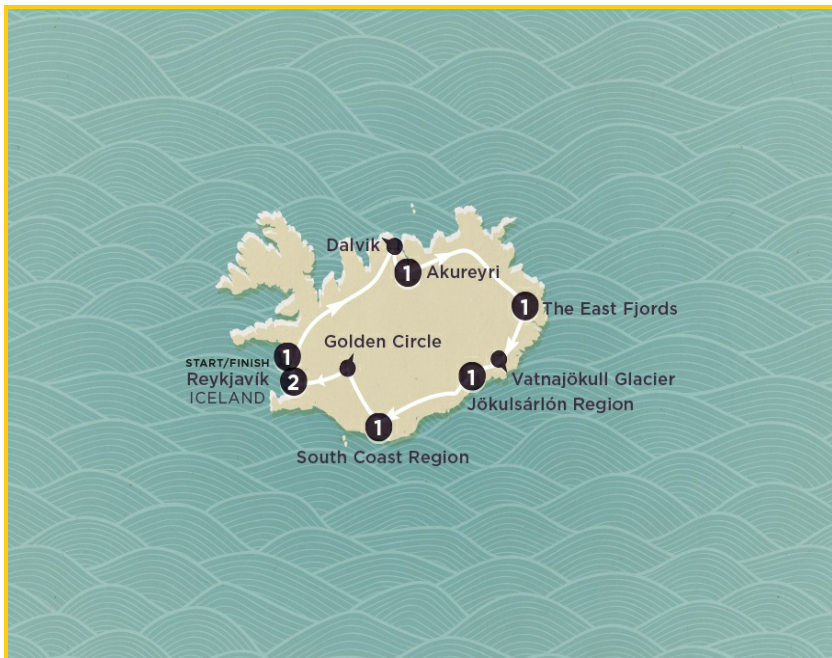 Dalvik
1
Akureyri
1
The East Fjords
Golden Circle
1
START/FINISH
Reykjavík
2
ICELAND
1
Vatnajökull Glacier
Jökulsárlón Region
1
South Coast Region